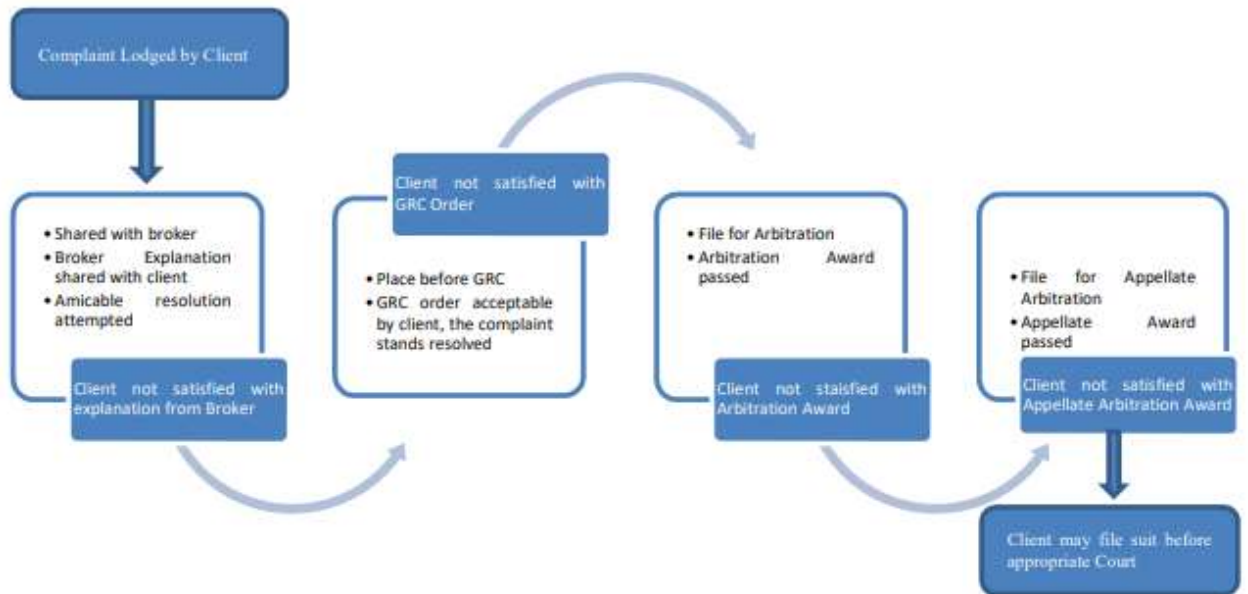 Complaint Lodged by Client
• Shared with broker
• Broker Explanation
shared with client
• Amicable resolution
attempted
Client not satisfied with
explanation from Broker
Client not satisfied with
GRC Order
• Place before GRC
• GRC order acceptable
by client, the complaint
stands resolved
• File for Arbitration
• Arbitration Award
passed
Client not staisfied with
Arbitration Award
• File for Appellate
Arbitration
• Appellate Award
passed
Client not satisfied with
Appellate Arbitration Award
Client may file suit before
appropriate Court